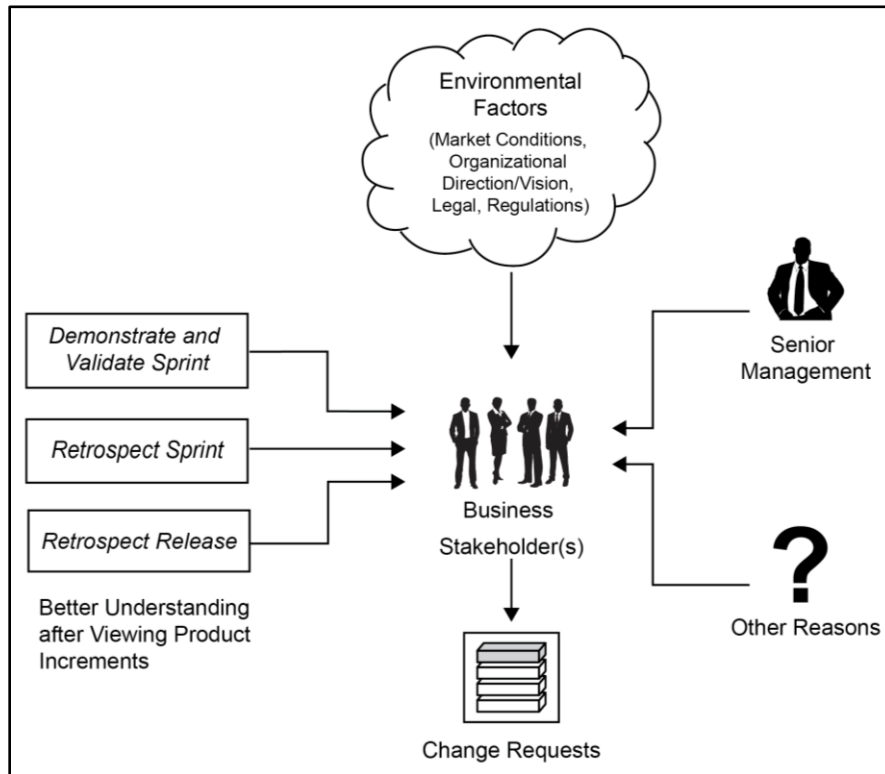 Environmental
Factors
(Market Conditions,
Organizational
Direction/Vision,
Legal, Regulations)
Demonstrate and
Validate Sprint
Retrospect Sprint
Retrospect Release
Better Understanding
after Viewing Product
Increments
Business
Stakeholder(s)
Senior
Management
?
Other Reasons
Change Requests